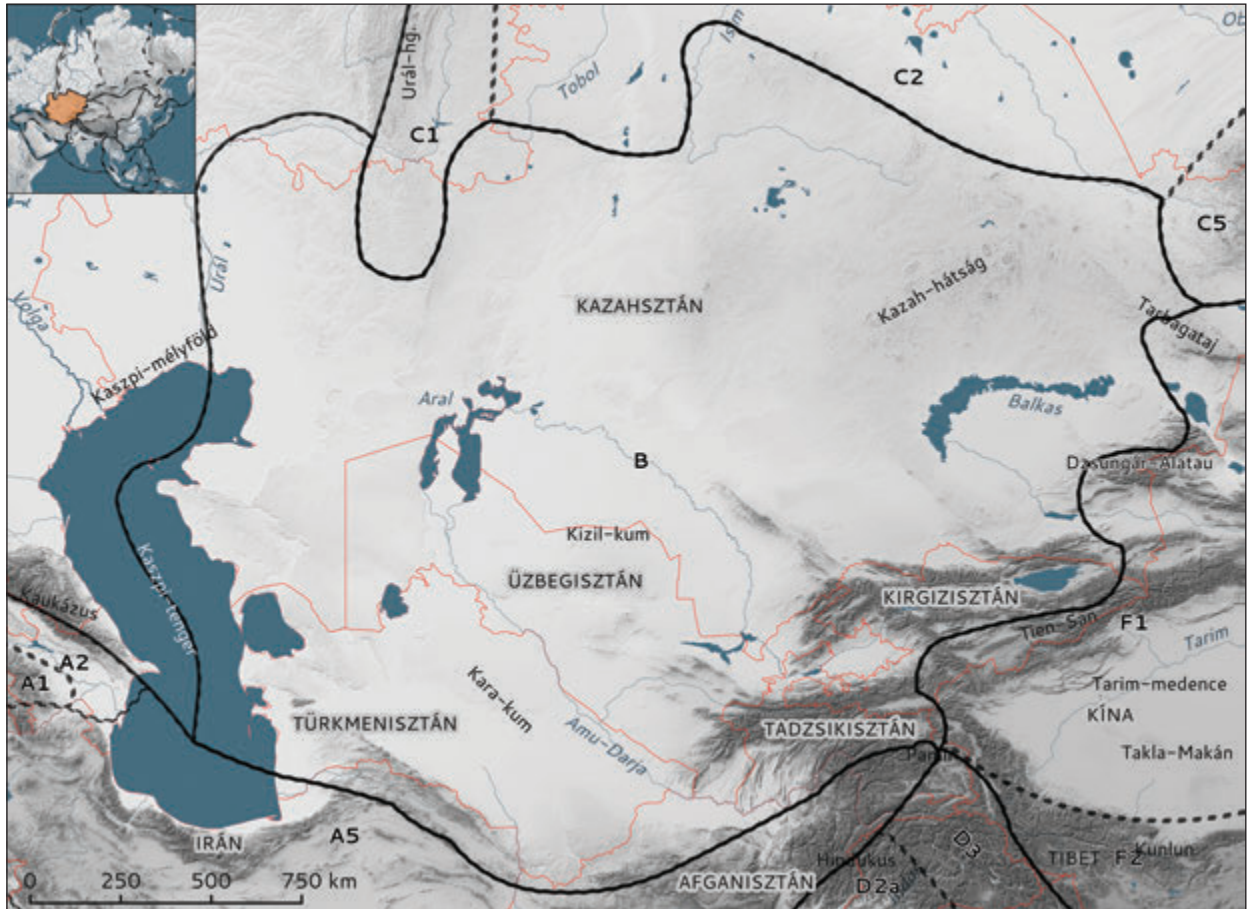 Urál-hg.
Isim
Ob
Tobol
C2
C1
C5
Urál
Volga
KAZAHSZTÁN
Kazah-hátság
Tarbagataj
Kaszpi-mélyföld
Aral
Balkas
B
Dzsungár-Alatau
Kizil-kum
Kaszpi-tenger
ÜZBEGISZTÁN
KIRGIZISZTÁN
Kaukázus
Tien-San
F1
Tarim
A2
A1
Tarim-medence
Kara-kum
KÍNA
TÜRKMENISZTÁN
TADZSIKISZTÁN
Amu-Darja
Pamír
Takla-Makán
A5
IRÁN
D3
Hindukus
TIBET F2 Kunlun
AFGANISZTÁN
D2a
0 250 500 750 km